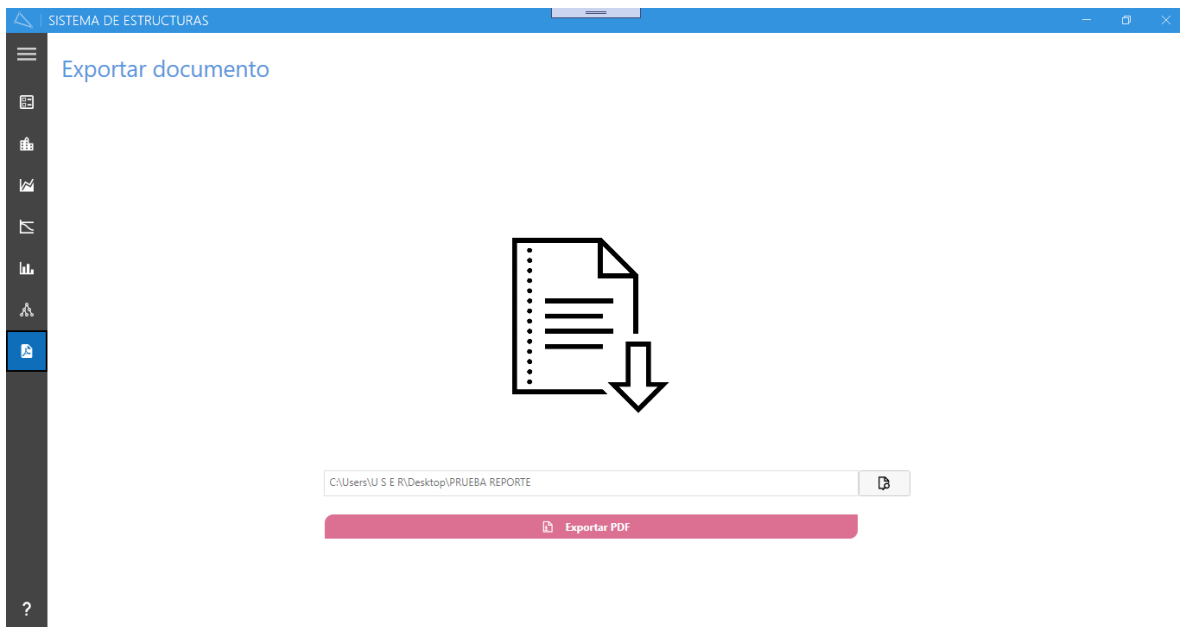 SISTEMA DE ESTRUCTURAS
Exportar documento
C:\Users\U S E R\Desktop\PRUEBA REPORTE
Exportar PDF
?